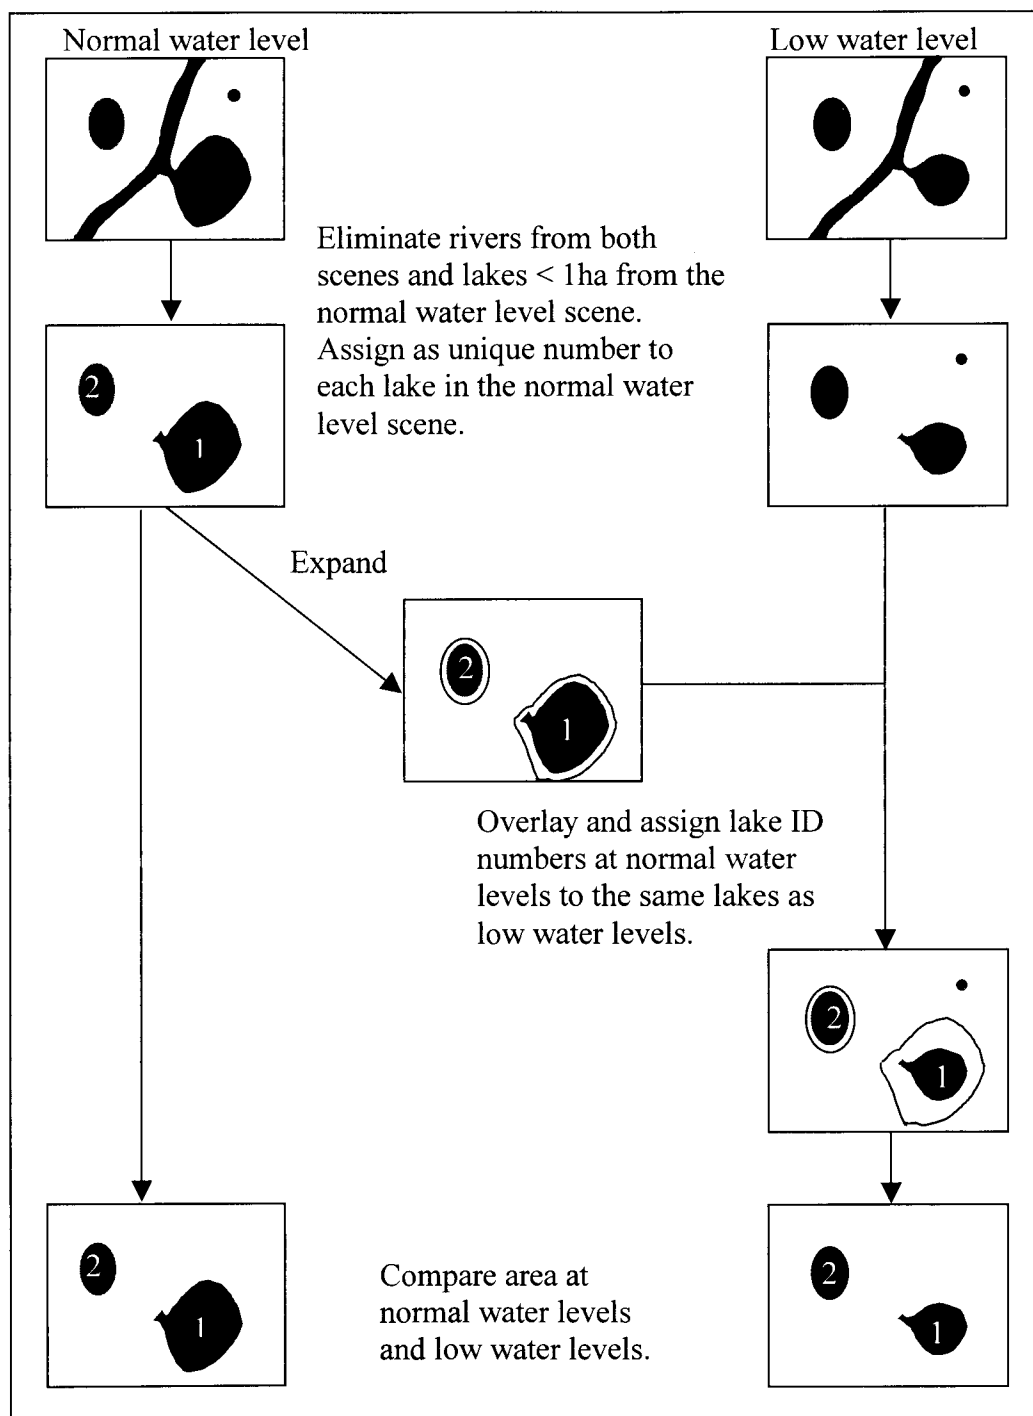 Normal water level
Low water level
Eliminate rivers from both
scenes and lakes < 1ha from the
normal water level scene.
Assign as unique number to
each lake in the normal water
level scene.
2
1
Expand
2
1
Overlay and assign lake ID
numbers at normal water
levels to the same lakes as
low water levels.
2
1
2
1
Compare area at
normal water levels
and low water levels.
2
1